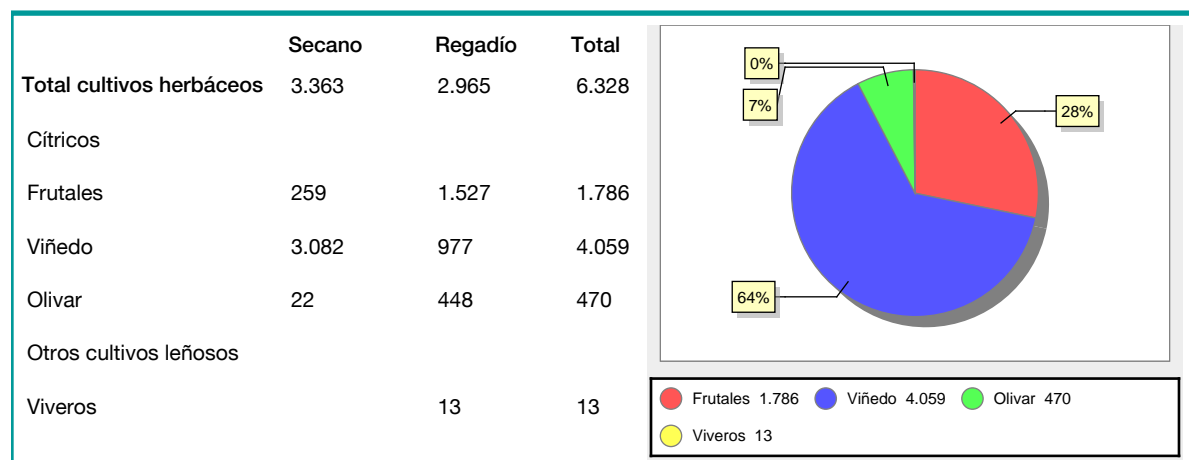 Secano Regadío Total
Total cultivos herbáceos 3.363 2.965 6.328
Cítricos
Frutales 259 1.527 1.786
Viñedo 3.082 977 4.059
Olivar 22 448 470
Otros cultivos leñosos
Viveros 13 13
0%
7%
28%
64%
Frutales 1.786 Viñedo 4.059 Olivar 470
Viveros 13